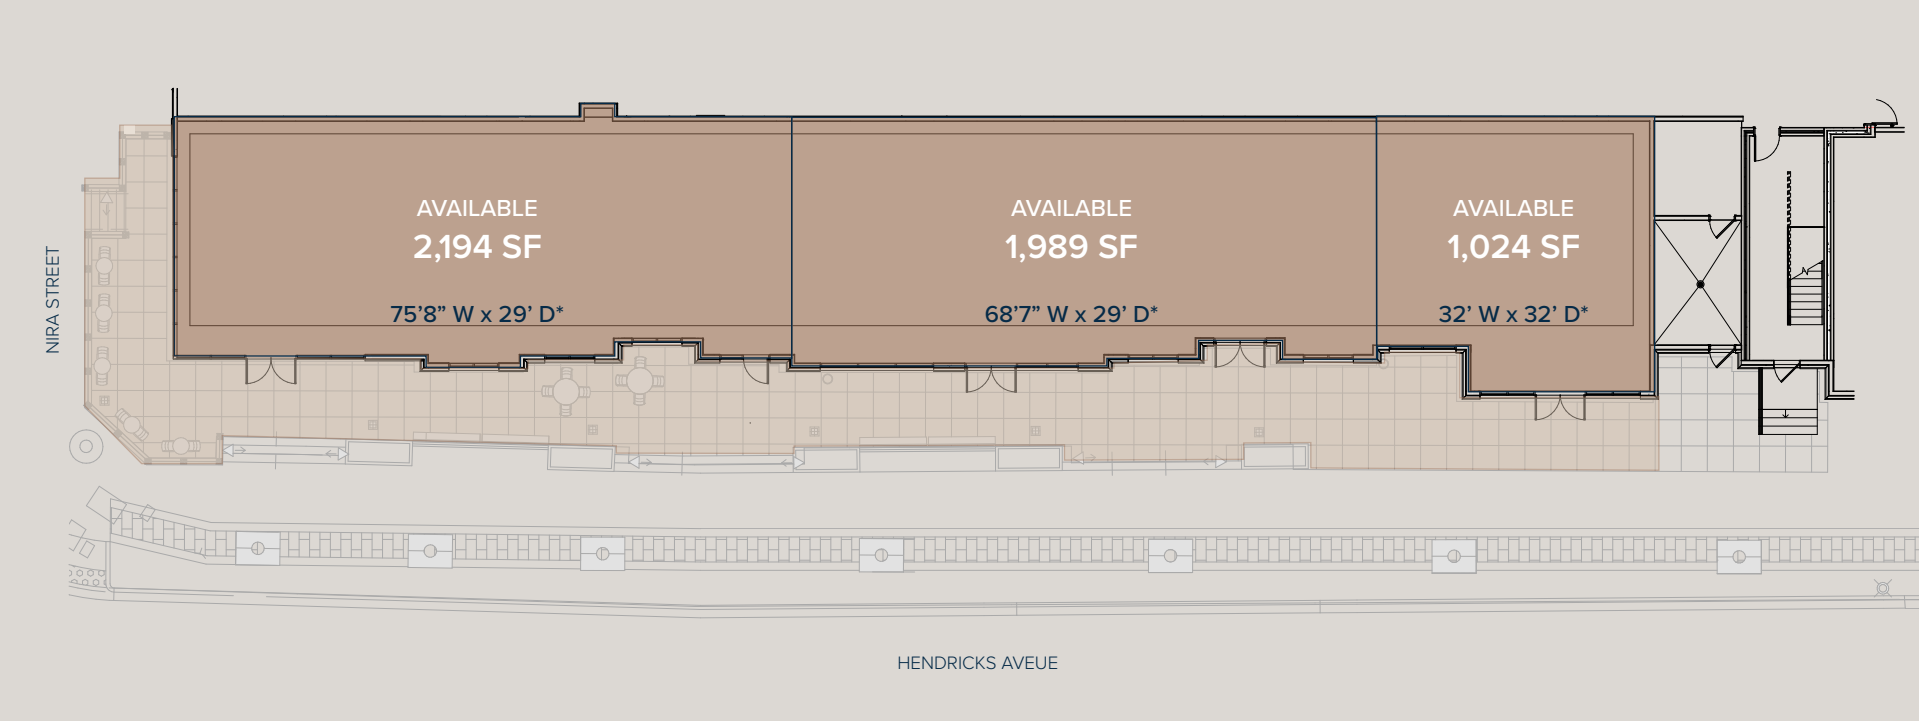 AVAILABLE
2,194 SF
75’8” W x 29’ D*
AVAILABLE
1,989 SF
68’7” W x 29’ D*
AVAILABLE
1,024 SF
32’ W x 32’ D*
NIRA STREET
N
HENDRICKS AVEUE